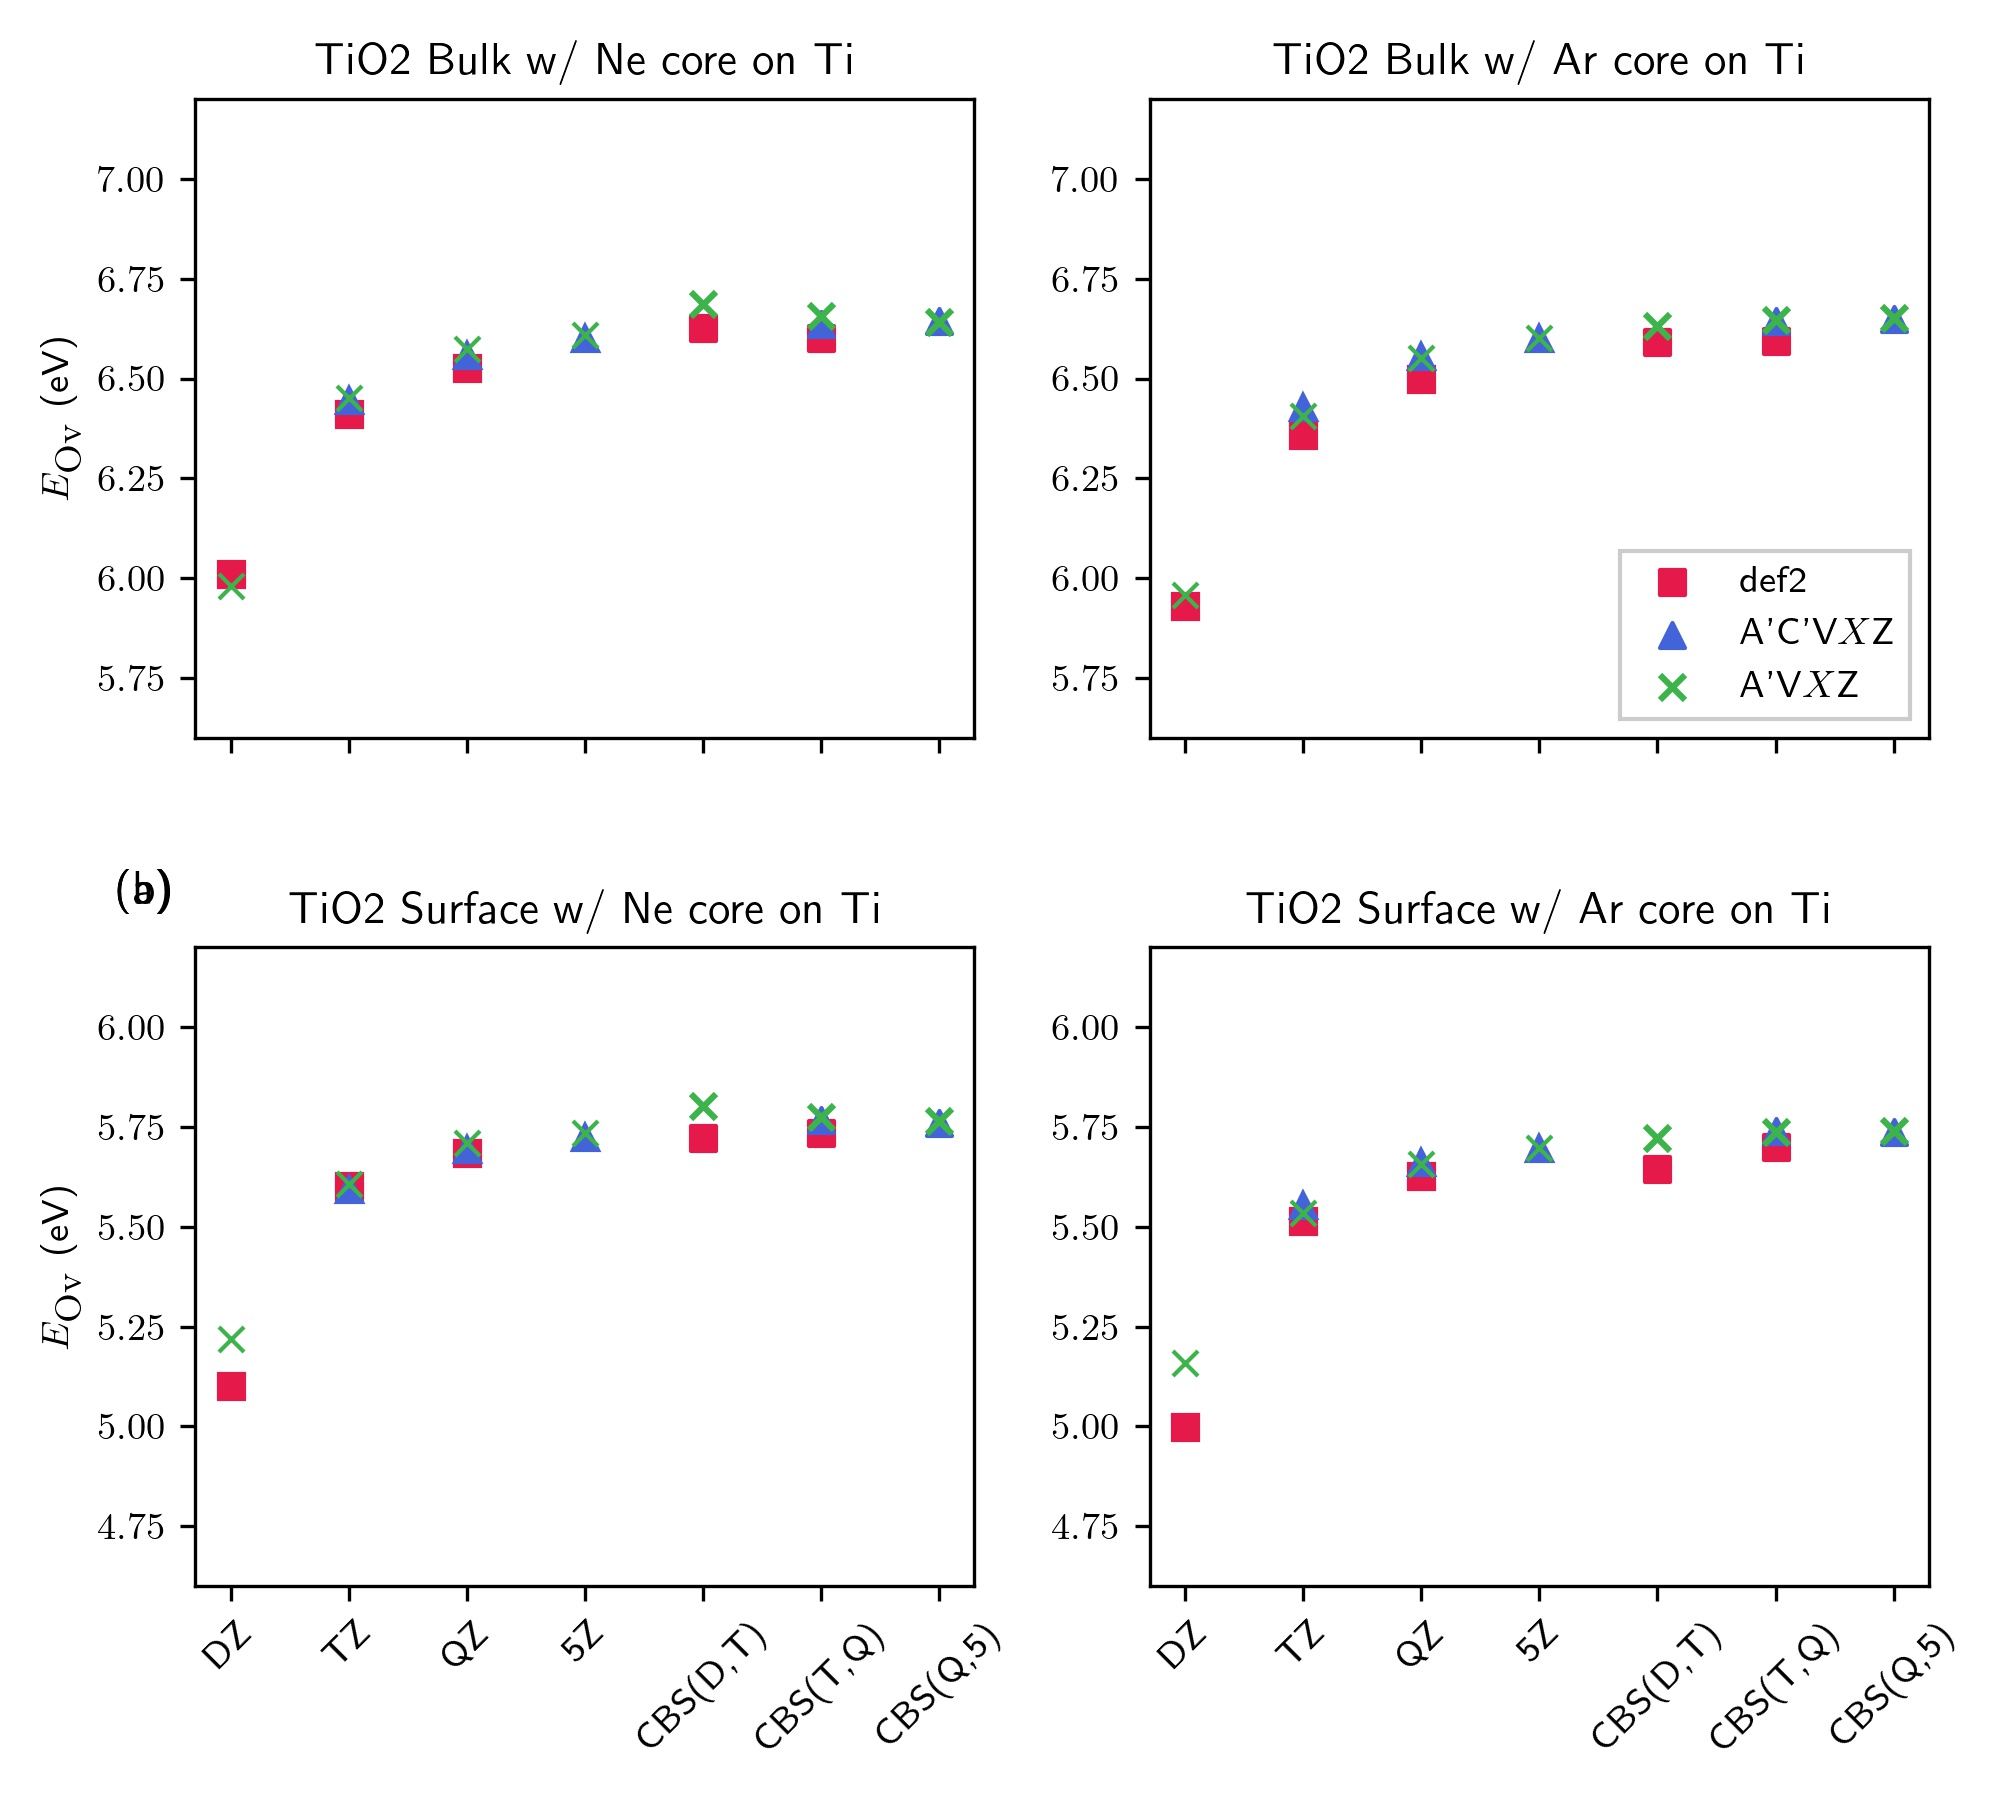 TiO2 Bulk w/ Ne core on Ti
TiO2 Bulk w/ Ar core on Ti
7.00
6.75
6.50
6.25
6.00
5.75
E_Ov (eV)
7.00
6.75
6.50
6.25
6.00
5.75
def2
A'C'VXZ
A'VXZ
TiO2 Surface w/ Ne core on Ti
TiO2 Surface w/ Ar core on Ti
6.00
5.75
5.50
5.25
5.00
4.75
E_Ov (eV)
6.00
5.75
5.50
5.25
5.00
4.75
DZ
TZ
QZ
5Z
CBS(D,T)
CBS(T,Q)
CBS(Q,5)
DZ
TZ
QZ
5Z
CBS(D,T)
CBS(T,Q)
CBS(Q,5)